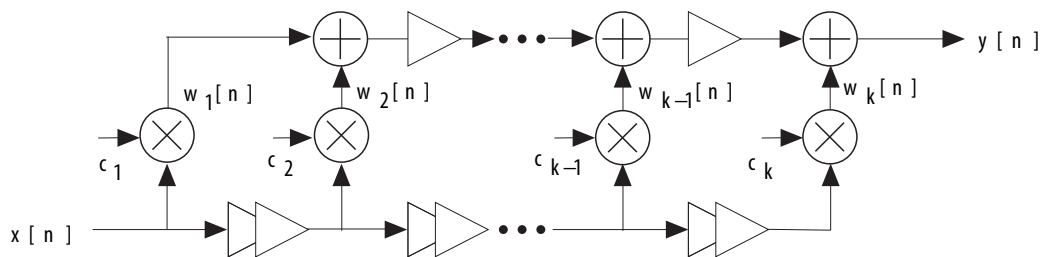 y [ n ]
w 1[ n ]
w 2[ n ]
w k–1[ n ]
w k[ n ]
c 1
c 2
c k–1
c k
x [ n ]